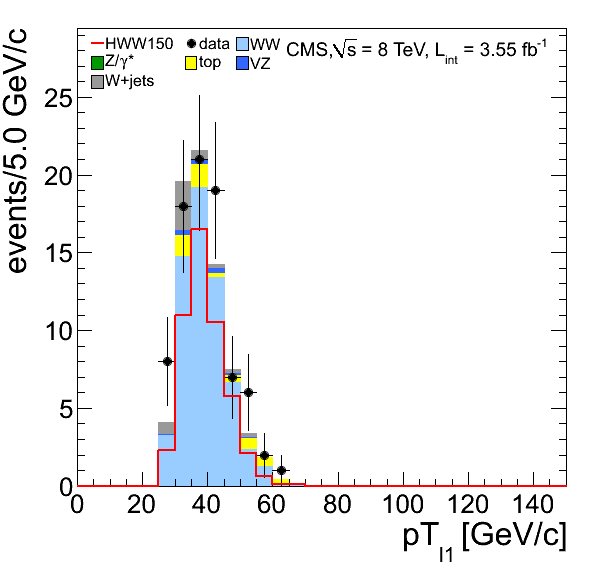 HWW150 data WW CMS,√s = 8 TeV, L_int = 3.55 fb⁻¹
Z/γ* top VZ
W+jets
events/5.0 GeV/c
25
20
15
10
5
0
0 20 40 60 80 100 120 140
pT_l1 [GeV/c]